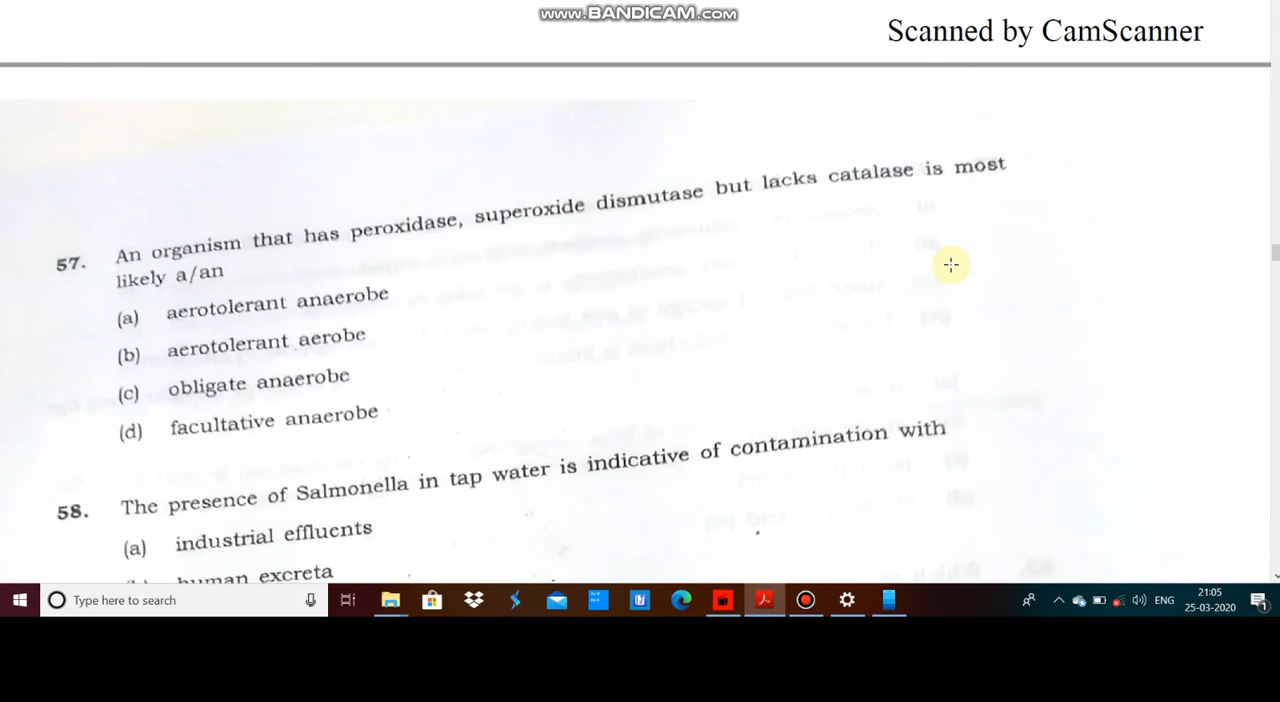 www.BANDICAM.com
Scanned by CamScanner
57. An organism that has peroxidase, superoxide dismutase but lacks catalase is most
likely a/an
(a) aerotolerant anaerobe
(b) aerotolerant aerobe
(c) obligate anaerobe
(d) facultative anaerobe
58. The presence of Salmonella in tap water is indicative of contamination with
(a) industrial effluents
human excreta
Type here to search
ENG
21:05
25-03-2020
1